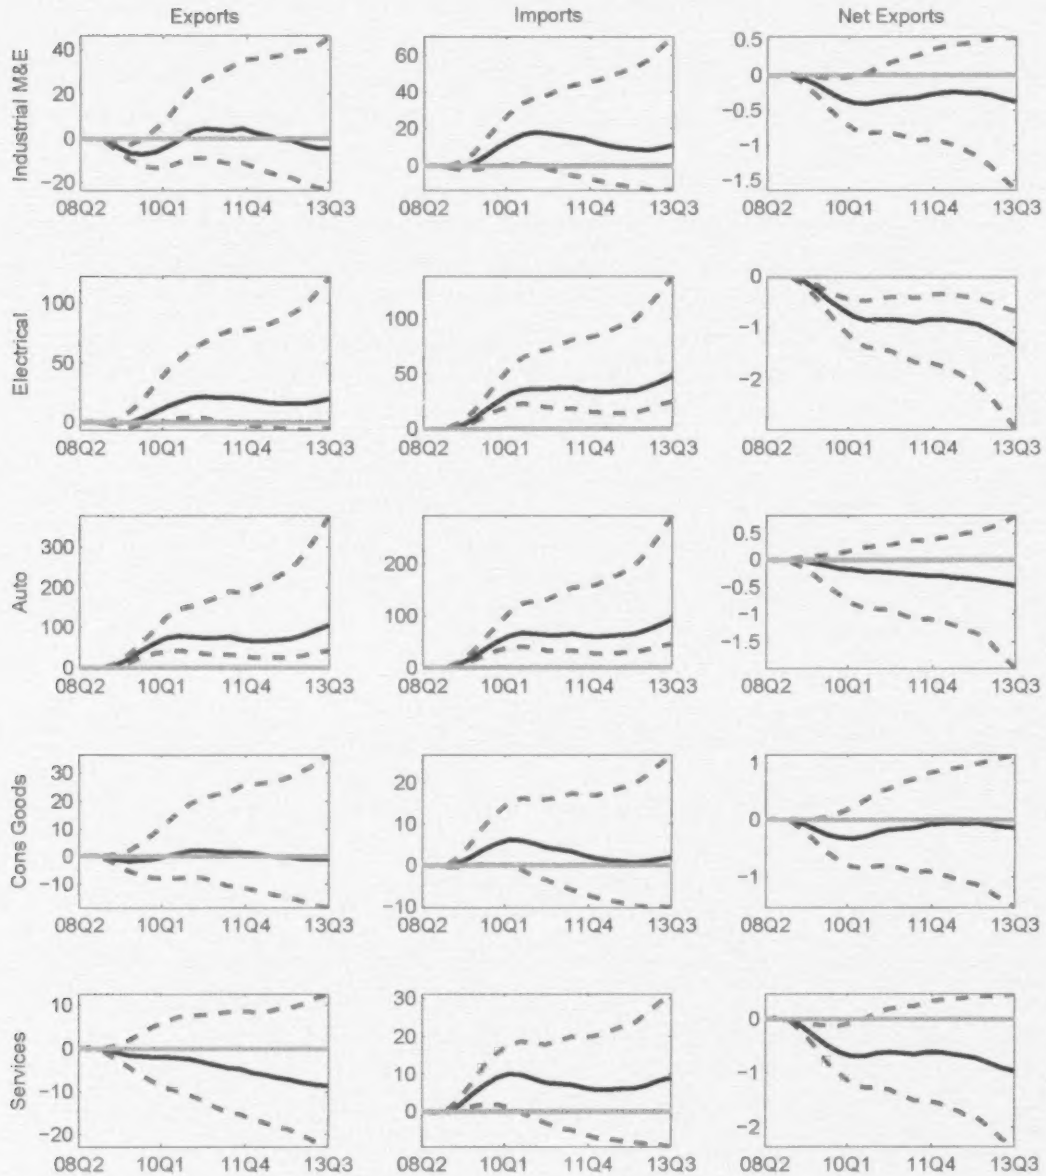 Exports Imports Net Exports
Industrial M&E
40
20
0
−20
08Q2 10Q1 11Q4 13Q3
60
40
20
0
08Q2 10Q1 11Q4 13Q3
0.5
0
−0.5
−1
−1.5
08Q2 10Q1 11Q4 13Q3
Electrical
100
50
0
08Q2 10Q1 11Q4 13Q3
100
50
0
08Q2 10Q1 11Q4 13Q3
0
−1
−2
08Q2 10Q1 11Q4 13Q3
Auto
300
200
100
0
08Q2 10Q1 11Q4 13Q3
200
100
0
08Q2 10Q1 11Q4 13Q3
0.5
0
−0.5
−1
−1.5
08Q2 10Q1 11Q4 13Q3
Cons Goods
30
20
10
0
−10
08Q2 10Q1 11Q4 13Q3
20
10
0
−10
08Q2 10Q1 11Q4 13Q3
1
0
−1
08Q2 10Q1 11Q4 13Q3
Services
10
0
−10
−20
08Q2 10Q1 11Q4 13Q3
30
20
10
0
08Q2 10Q1 11Q4 13Q3
0
−1
−2
08Q2 10Q1 11Q4 13Q3